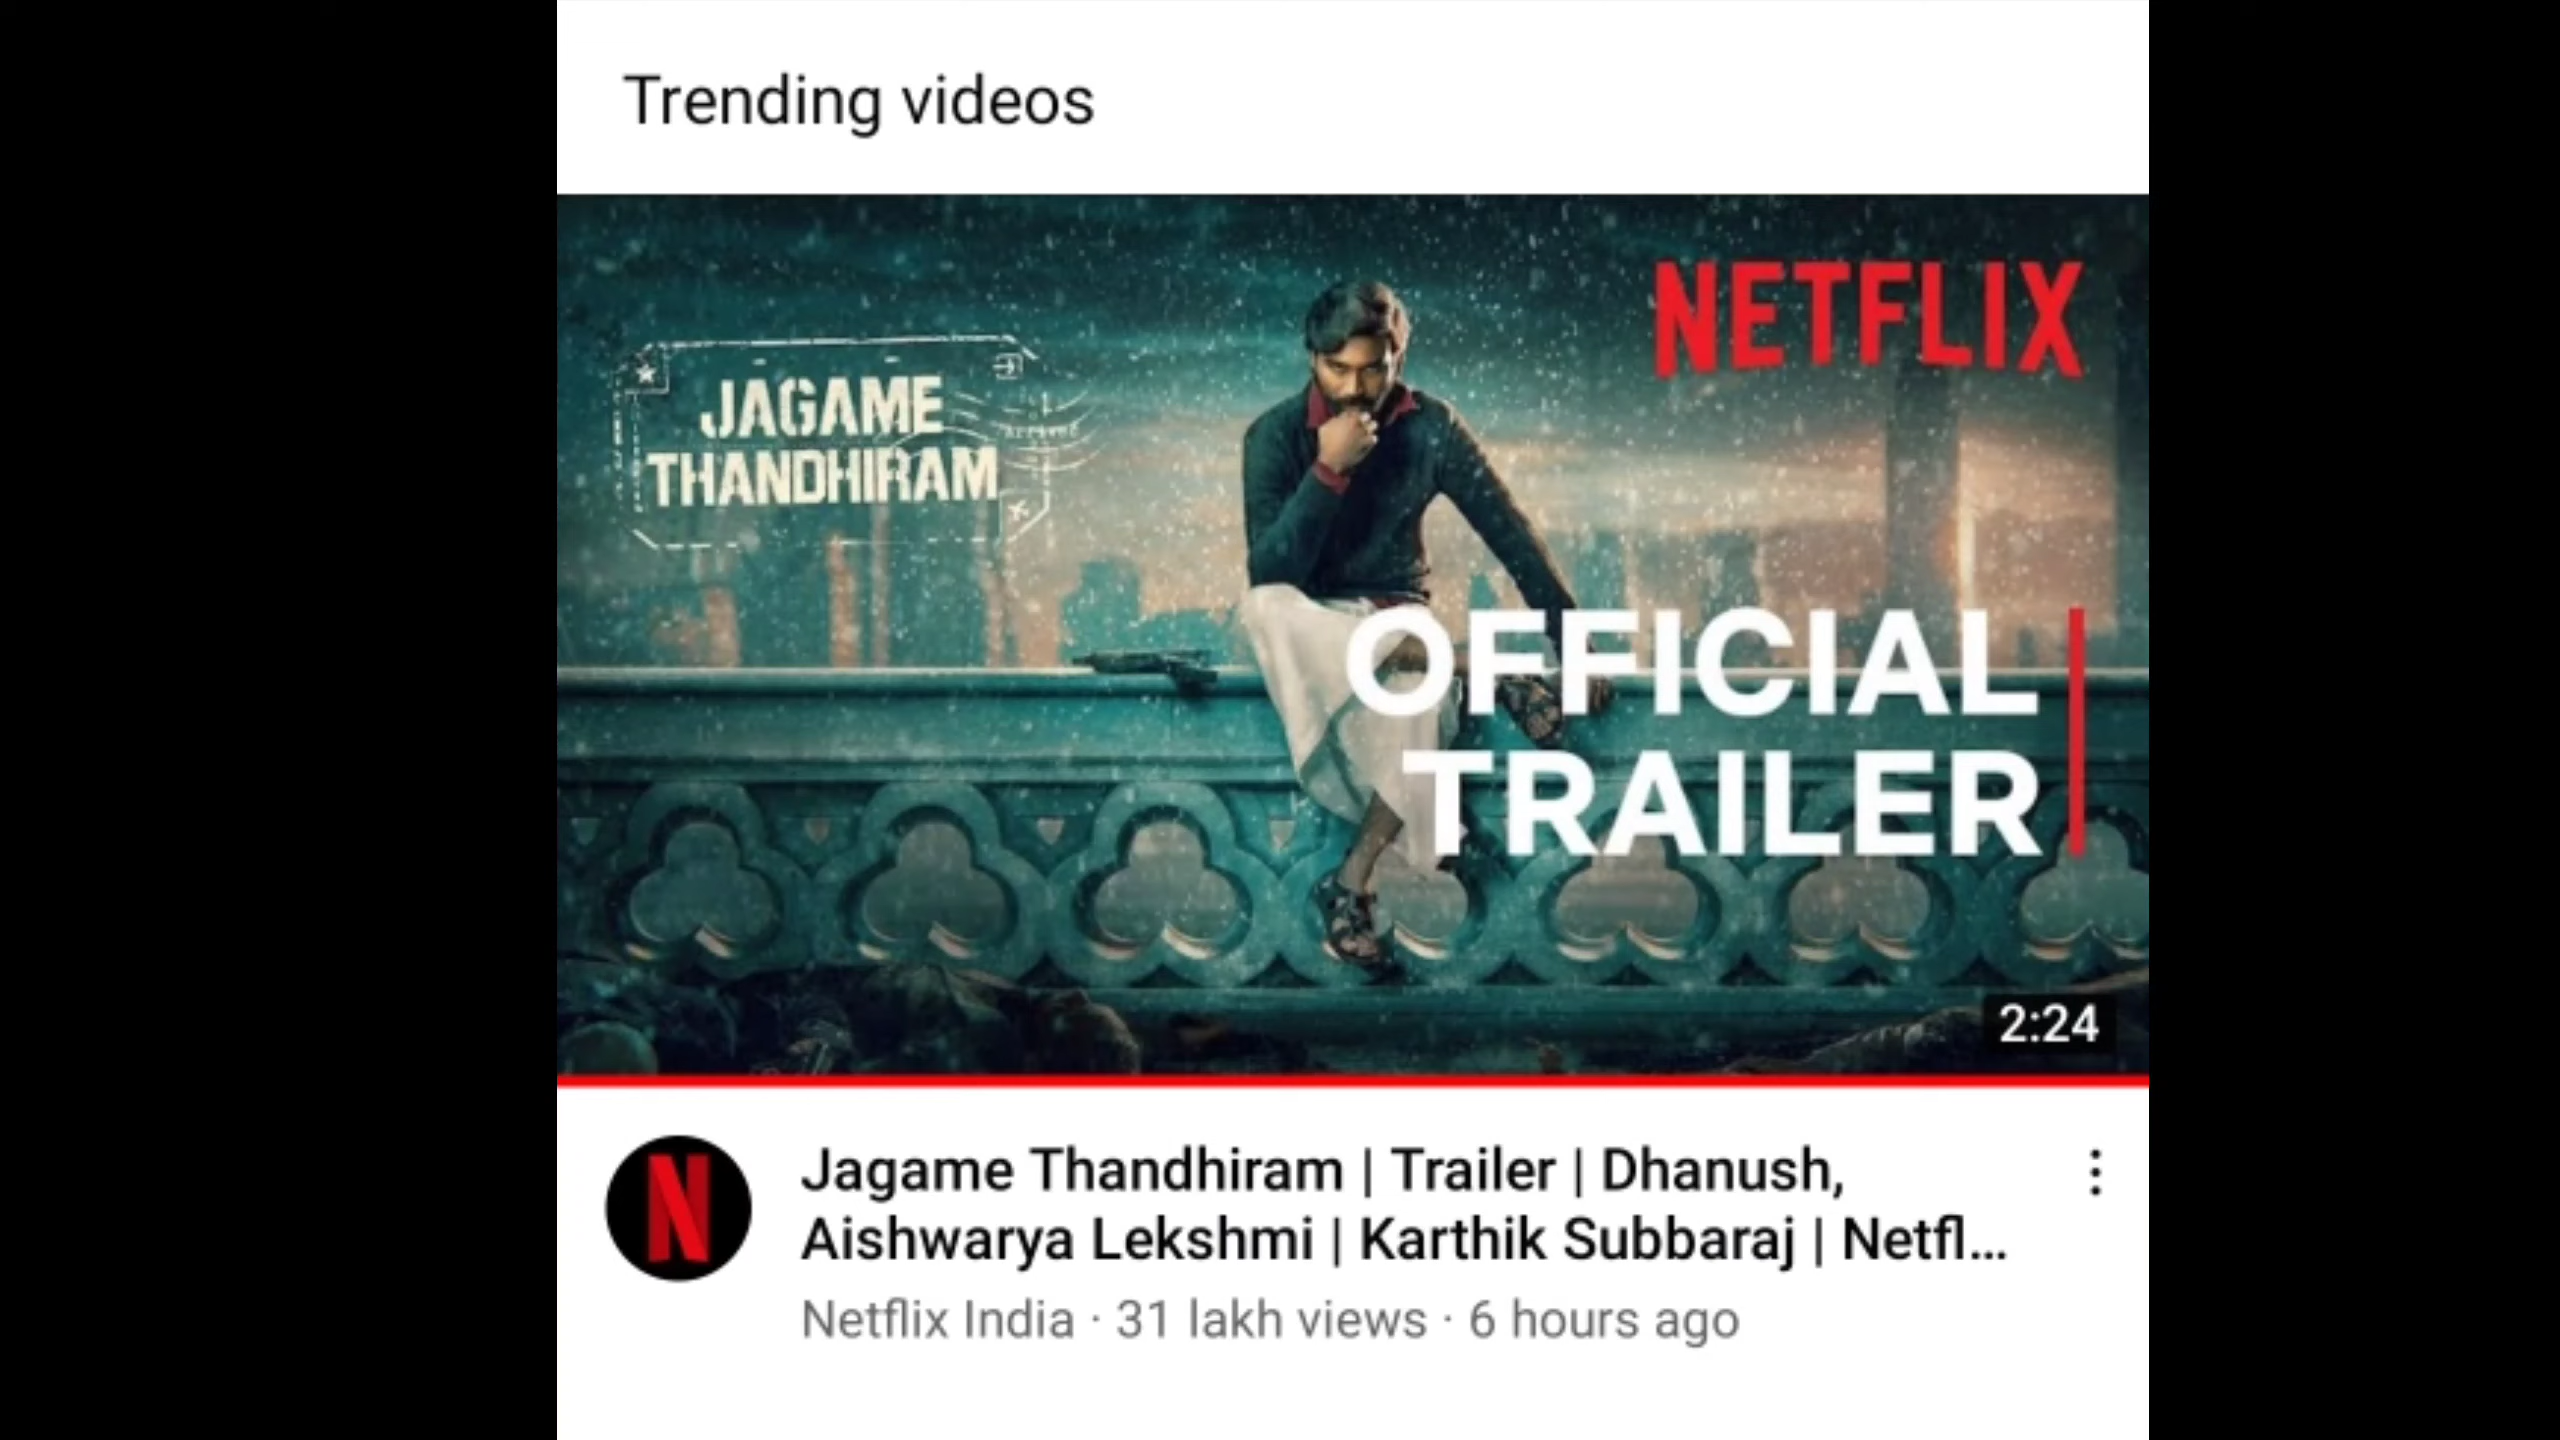 Trending videos
NETFLIX
JAGAME
THANDHIRAM
OFFICIAL
TRAILER
2:24
N
Jagame Thandhiram | Trailer | Dhanush,
Aishwarya Lekshmi | Karthik Subbaraj | Netfl...
Netflix India · 31 lakh views · 6 hours ago